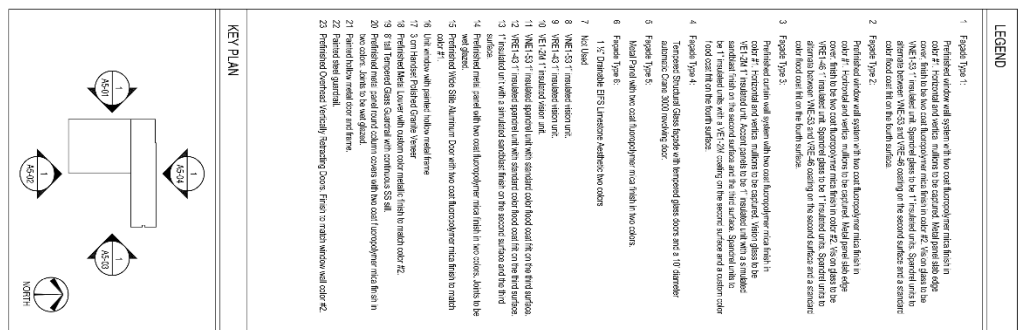 LEGEND
1 Façade Type 1:
Prefinished window wall system with two coat fluoropolymer mica finish in
color #1. Horizontal and vertical mullions to be captured. Metal panel slab edge
cover, finish to be two coat fluoropolymer mica finish in color #2. Vision glass to be
VNE1-53 1" insulated unit. Spandrel glass to be 1" insulated units. Spandrel units to
alternate between VNE-53 and VRE-46 coating on the second surface and a standard
color flood coat frit on the fourth surface.
2 Façade Type 2:
Prefinished window wall system with two coat fluoropolymer mica finish in
color #1. Horizontal and vertical mullions to be captured. Metal panel slab edge
cover, finish to be two coat fluoropolymer mica finish in color #2. Vision glass to be
VRE1-46 1" insulated unit. Spandrel glass to be 1" insulated units. Spandrel units to
alternate between VNE-53 and VRE-46 coating on the second surface and a standard
color flood coat frit on the fourth surface.
3 Façade Type 3:
Prefinished curtain wall system with two coat fluoropolymer mica finish in
color #1. Horizontal and vertical mullions to be captured. Vision glass to be
VE1-2M 1" insulated unit. Accent panels to be 1" insulated unit with a simulated
sandblast finish on the second surface and the third surface. Spandrel units to
be 1" insulated units with a VE1-2M coating on the second surface and a custom color
flood coat frit on the fourth surface.
4 Façade Type 4:
Tempered Structural Glass façade with tempered glass doors and a 10' diameter
automatic Crane 3000 revolving door.
5 Façade Type 5:
Metal Panel with two coat fluoropolymer mica finish in two colors.
6 Façade Type 6:
1 ½" Drainable EIFS Limestone Aesthetic two colors
7 Not Used
8 VNE1-53 1" insulated vision unit.
9 VRE1-43 1" insulated vision unit.
10 VE1-2M 1" insulated vision unit.
11 VNE1-53 1" insulated spandrel unit with standard color flood coat frit on the third surface.
12 VRE1-43 1" insulated spandrel unit with standard color flood coat frit on the third surface.
13 1" insulated unit with a simulated sandblast finish on the second surface and the third
surface.
14 Prefinished metal panel with two coat fluoropolymer mica finish in two colors. Joints to be
wet glazed.
15 Prefinished Wide Stile Aluminum Door with two coat fluoropolymer mica finish to match
color #1.
16 Unit window with painted hollow metal frame
17 3 cm Handset Polished Granite Veneer
18 Prefinished Metal Louver with custom color metallic finish to match color #2.
19 8' tall Tempered Glass Guardrail with continuous SS sill.
20 Prefinished metal panel round column covers with two coat fluoropolymer mica finish in
two colors. Joints to be wet glazed.
21 Painted hollow metal door and frame.
22 Painted steel guardrail.
23 Prefinished Overhead Vertically Retracting Doors. Finish to match window wall color #2.
KEY PLAN
1
A5-04
1
A5-01
1
A5-03
1
A5-02
NORTH